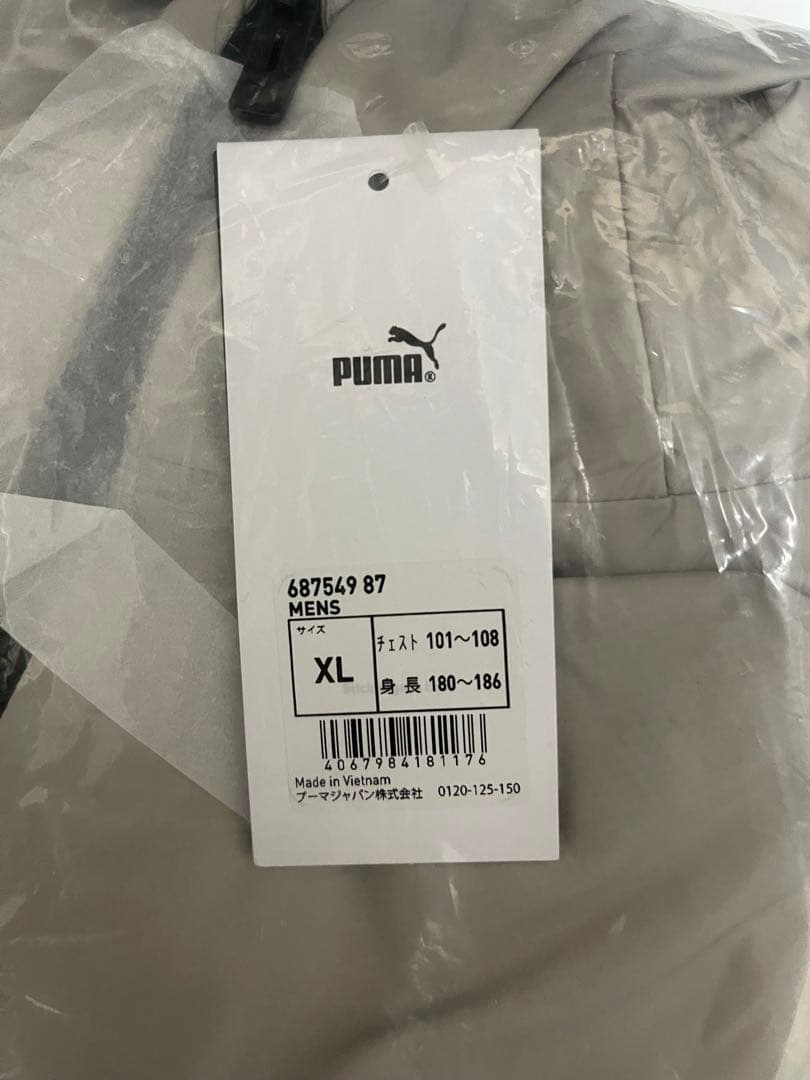 PUMA®
687549 87
MENS
サイズ
XL
チェスト 101〜108
身 長 180〜186
4067984181176
Made in Vietnam
プーマジャパン株式会社 0120-125-150